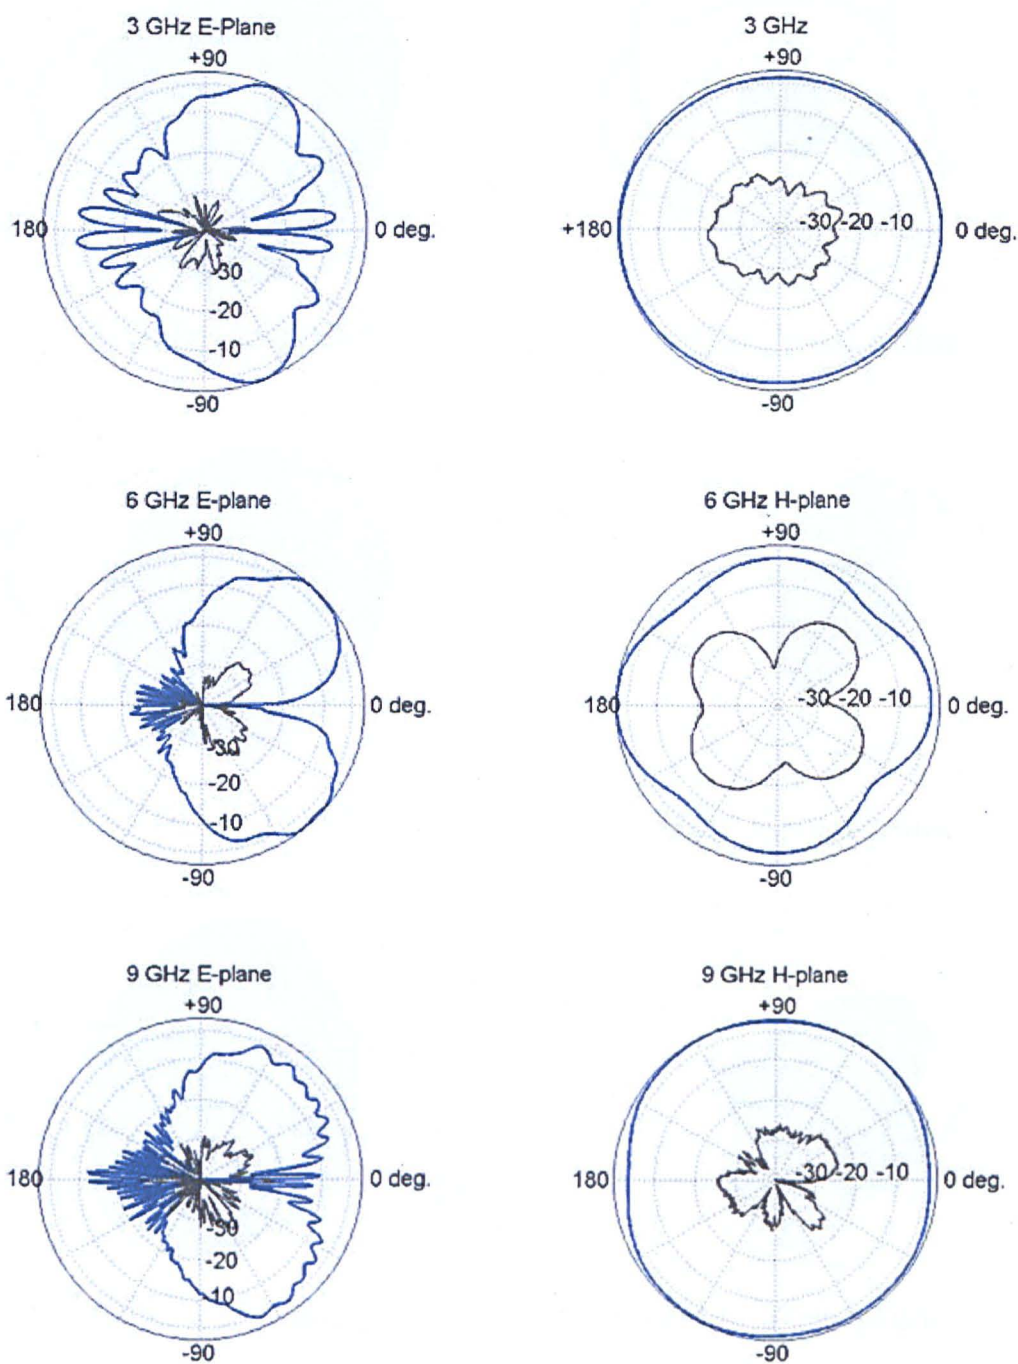 3 GHz E-Plane
+90
180
0 deg.
-30
-20
-10
-90
3 GHz
+90
+180
-30 -20 -10
0 deg.
-90
6 GHz E-plane
+90
180
0 deg.
-30
-20
-10
-90
6 GHz H-plane
+90
180
-30 -20 -10
0 deg.
-90
9 GHz E-plane
+90
180
0 deg.
-30
-20
-10
-90
9 GHz H-plane
+90
180
-30 -20 -10
0 deg.
-90